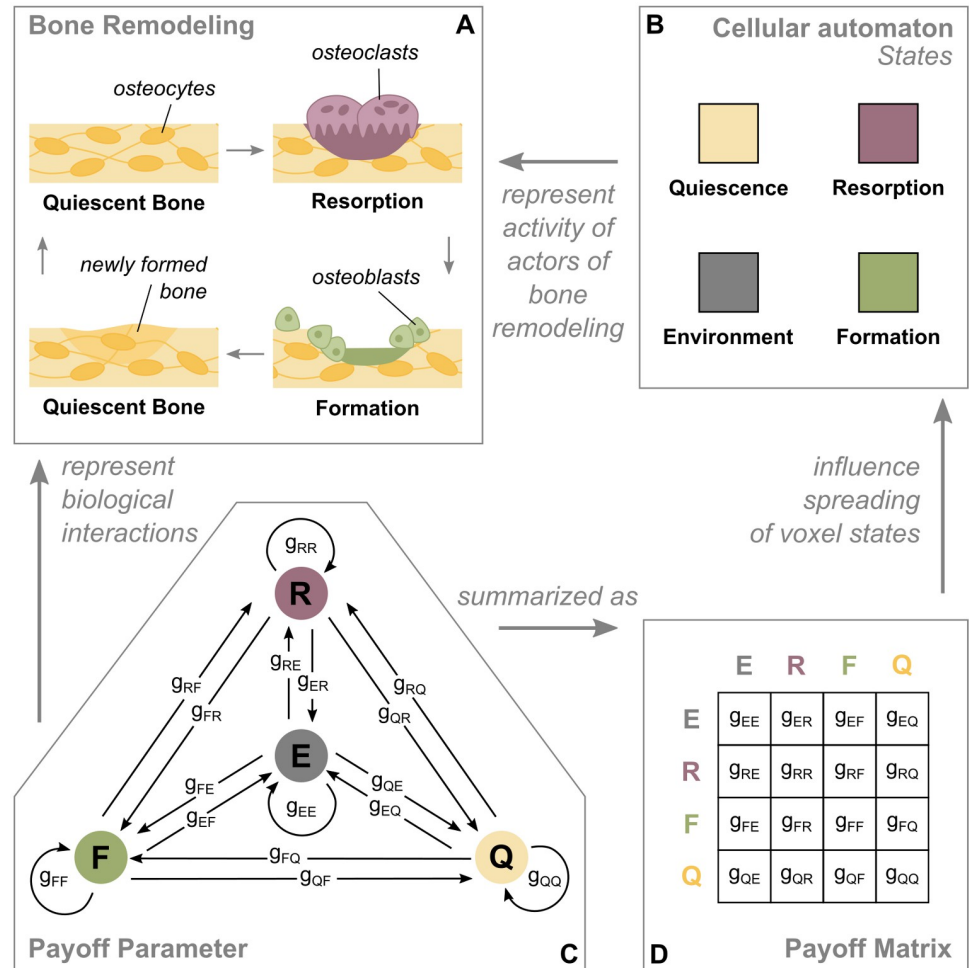 Bone Remodeling A
osteocytes
osteoclasts
Quiescent Bone
Resorption
newly formed
bone
osteoblasts
Quiescent Bone
Formation
B Cellular automaton
States
Quiescence
Resorption
Environment
Formation
represent
activity of
actors of
bone
remodeling
represent
biological
interactions
influence
spreading
of voxel states
summarized as
gRR
R
gRE
gER
gRF
gFR
gRQ
gQR
E
gFE
gEF
gEE
gQE
gEQ
F
gFF
gFQ
gQF
Q
gQQ
Payoff Parameter C
E R F Q
E gEE gER gEF gEQ
R gRE gRR gRF gRQ
F gFE gFR gFF gFQ
Q gQE gQR gQF gQQ
D Payoff Matrix